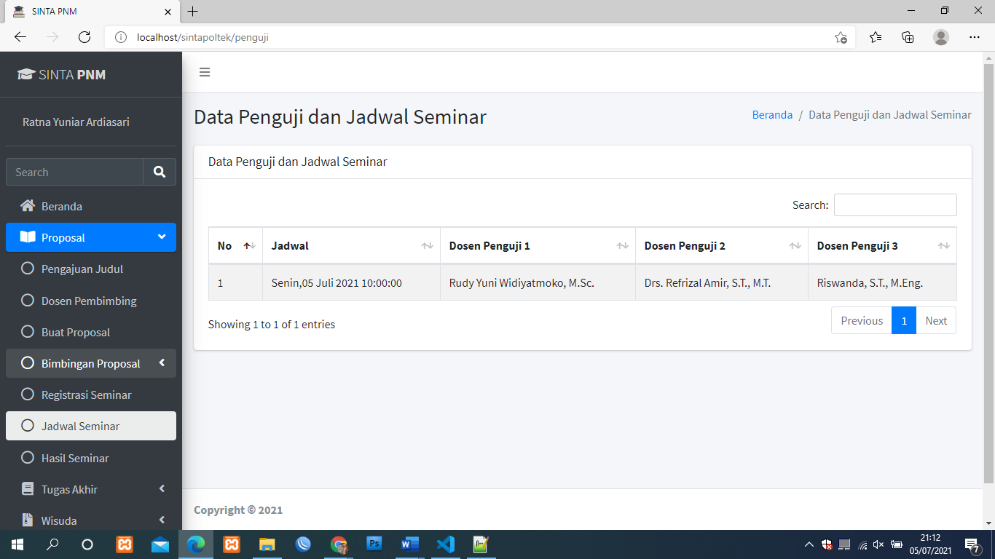 SINTA PNM
localhost/sintapoltek/penguji
SINTA PNM
Ratna Yuniar Ardiasari
Search
Beranda
Proposal
Pengajuan Judul
Dosen Pembimbing
Buat Proposal
Bimbingan Proposal
Registrasi Seminar
Jadwal Seminar
Hasil Seminar
Tugas Akhir
Wisuda
Data Penguji dan Jadwal Seminar
Beranda / Data Penguji dan Jadwal Seminar
Data Penguji dan Jadwal Seminar
Search:
No Jadwal Dosen Penguji 1 Dosen Penguji 2 Dosen Penguji 3
1 Senin,05 Juli 2021 10:00:00 Rudy Yuni Widiyatmoko, M.Sc. Drs. Refrizal Amir, S.T., M.T. Riswanda, S.T., M.Eng.
Showing 1 to 1 of 1 entries
Previous 1 Next
Copyright © 2021
Ps
21:12
05/07/2021
7